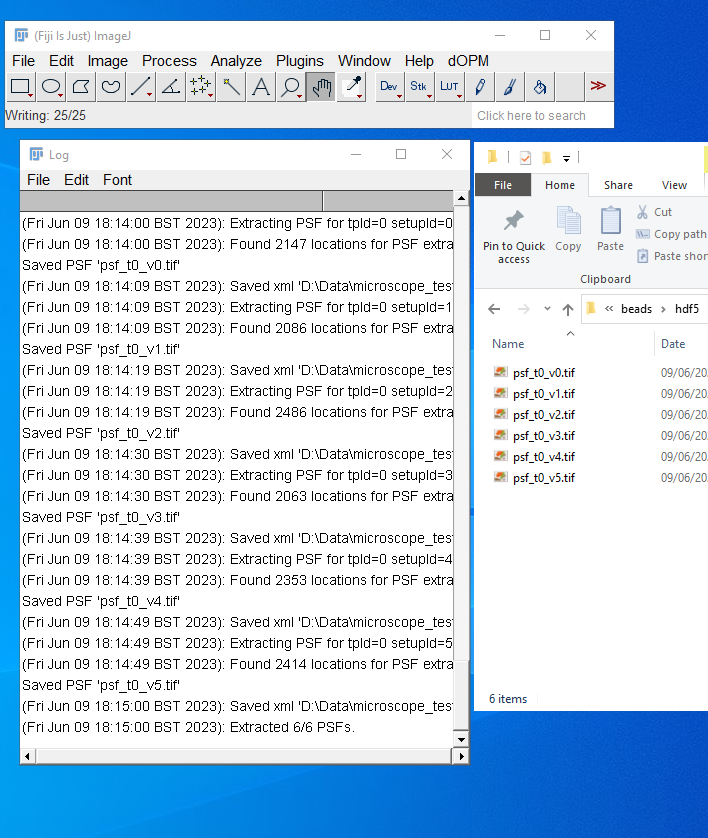 (Fiji Is Just) ImageJ
File Edit Image Process Analyze Plugins Window Help dOPM
Dev Stk LUT
Writing: 25/25
Click here to search
Log
File Edit Font
(Fri Jun 09 18:14:00 BST 2023): Extracting PSF for tpId=0 setupId=0
(Fri Jun 09 18:14:00 BST 2023): Found 2147 locations for PSF extra
Saved PSF 'psf_t0_v0.tif'
(Fri Jun 09 18:14:09 BST 2023): Saved xml 'D:\Data\microscope_tes
(Fri Jun 09 18:14:09 BST 2023): Extracting PSF for tpId=0 setupId=1
(Fri Jun 09 18:14:09 BST 2023): Found 2086 locations for PSF extra
Saved PSF 'psf_t0_v1.tif'
(Fri Jun 09 18:14:19 BST 2023): Saved xml 'D:\Data\microscope_tes
(Fri Jun 09 18:14:19 BST 2023): Extracting PSF for tpId=0 setupId=2
(Fri Jun 09 18:14:19 BST 2023): Found 2486 locations for PSF extra
Saved PSF 'psf_t0_v2.tif'
(Fri Jun 09 18:14:30 BST 2023): Saved xml 'D:\Data\microscope_tes
(Fri Jun 09 18:14:30 BST 2023): Extracting PSF for tpId=0 setupId=3
(Fri Jun 09 18:14:30 BST 2023): Found 2063 locations for PSF extra
Saved PSF 'psf_t0_v3.tif'
(Fri Jun 09 18:14:39 BST 2023): Saved xml 'D:\Data\microscope_tes
(Fri Jun 09 18:14:39 BST 2023): Extracting PSF for tpId=0 setupId=4
(Fri Jun 09 18:14:39 BST 2023): Found 2353 locations for PSF extra
Saved PSF 'psf_t0_v4.tif'
(Fri Jun 09 18:14:49 BST 2023): Saved xml 'D:\Data\microscope_tes
(Fri Jun 09 18:14:49 BST 2023): Extracting PSF for tpId=0 setupId=5
(Fri Jun 09 18:14:49 BST 2023): Found 2414 locations for PSF extra
Saved PSF 'psf_t0_v5.tif'
(Fri Jun 09 18:15:00 BST 2023): Saved xml 'D:\Data\microscope_tes
(Fri Jun 09 18:15:00 BST 2023): Extracted 6/6 PSFs.
File Home Share View
Pin to Quick access
Copy
Paste
Cut
Copy path
Paste shor
Clipboard
« beads › hdf5
Name Date
psf_t0_v0.tif 09/06/20
psf_t0_v1.tif 09/06/20
psf_t0_v2.tif 09/06/20
psf_t0_v3.tif 09/06/20
psf_t0_v4.tif 09/06/20
psf_t0_v5.tif 09/06/20
6 items